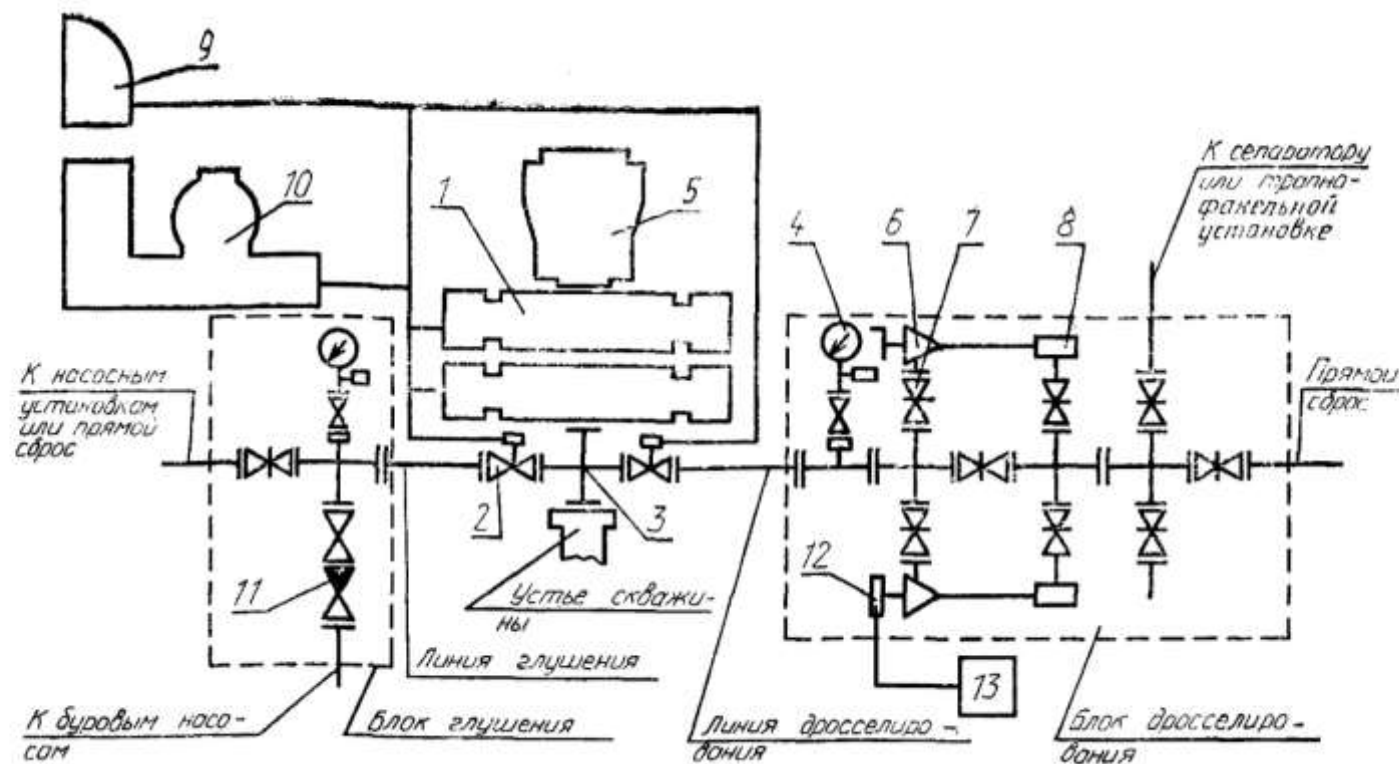 9
К сепаратору
или трапно-
факельной
установке
10
1
5
4
6
7
8
К насосным
установкам
или прямой
сброс
Прямой
сброс
2
3
12
11
Устье скважи-
ны
Линия глушения
13
К буровым насо-
сам
Блок глушения
Линия дросселиро-
вания
Блок дросселиро-
вания